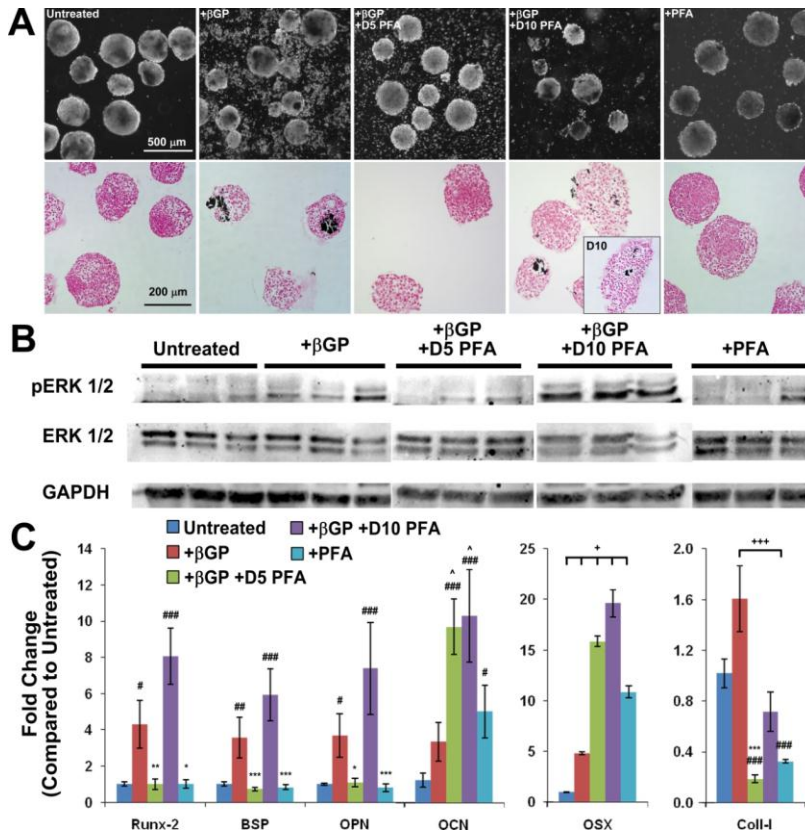 A
Untreated
+βGP
+βGP
+D5 PFA
+βGP
+D10 PFA
+PFA
500 µm
200 µm
D10
B
Untreated
+βGP
+βGP
+D5 PFA
+βGP
+D10 PFA
+PFA
pERK 1/2
ERK 1/2
GAPDH
C
Untreated
+βGP +D10 PFA
+βGP
+PFA
+βGP +D5 PFA
Fold Change
(Compared to Untreated)
14
12
10
8
6
4
2
0
#
###
**
*
##
###
***
***
#
###
*
***
^
###
^
###
#
Runx-2
BSP
OPN
OCN
25
20
15
10
5
0
+
OSX
2.0
1.6
1.2
0.8
0.4
0.0
+++
***
###
###
Coll-I